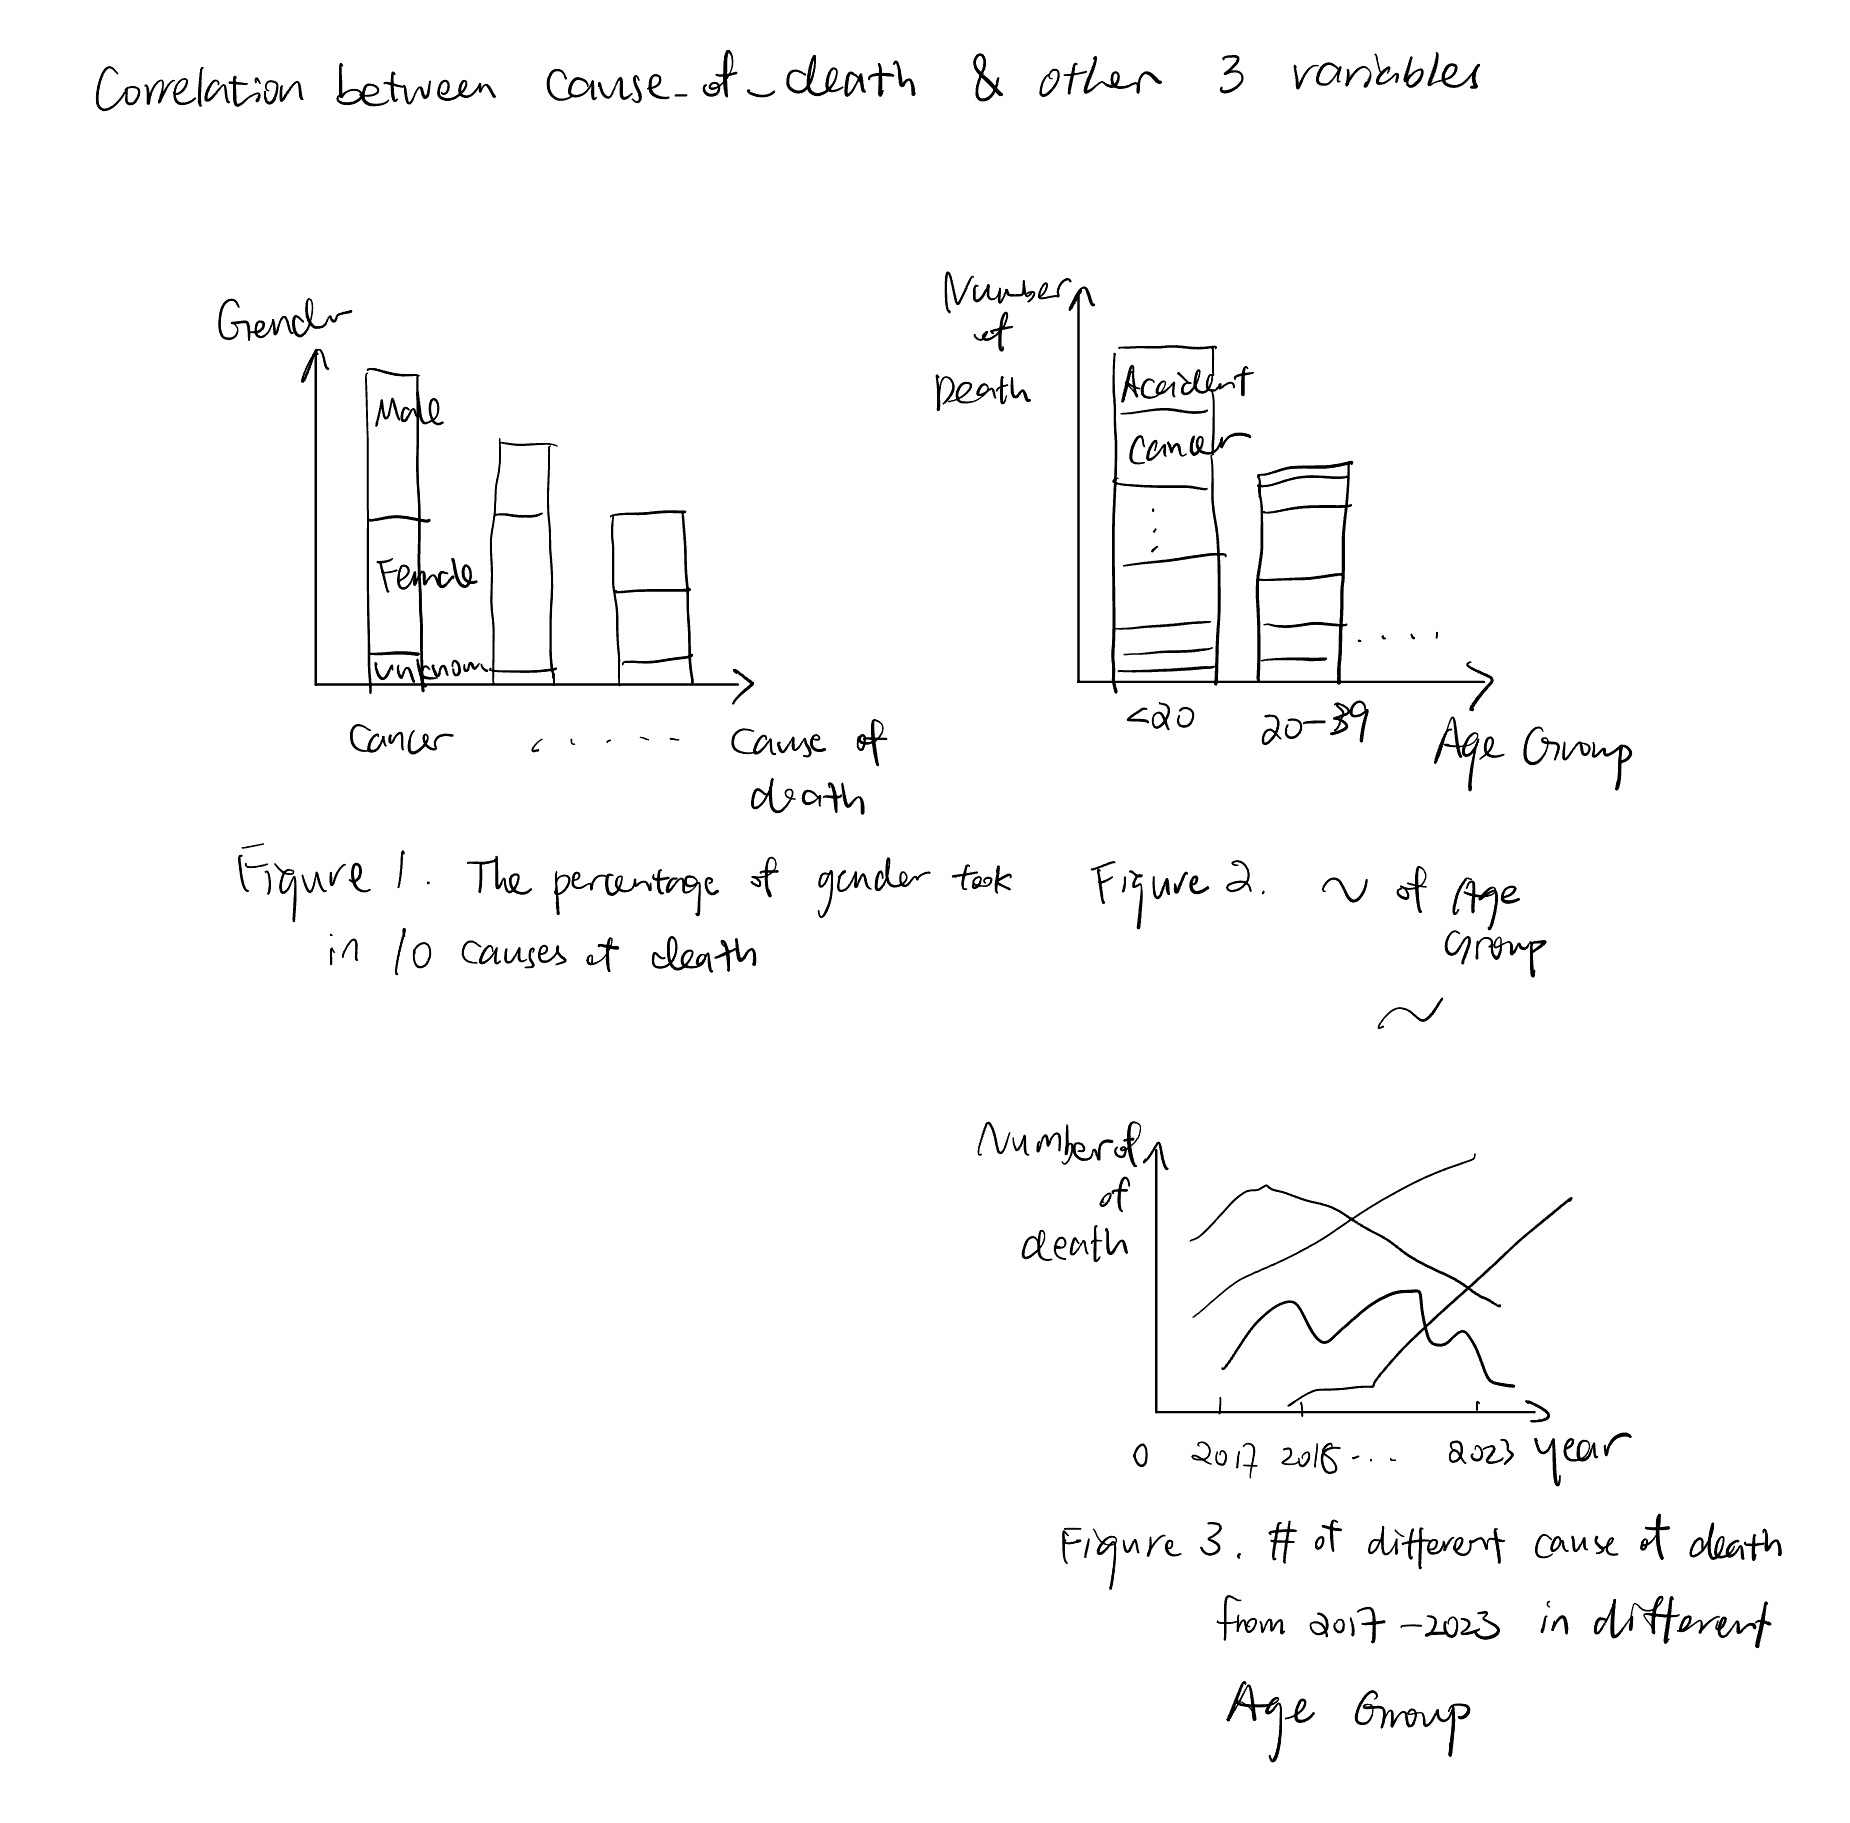 Correlation between cause_of_death & other 3 variables
Gender
Male
Female
unknown
Cancer ..... Cause of
death
Figure 1. The percentage of gender took
in 10 causes of death
Number
of
Death
Accident
Cancer
....
<20
20-39
Age Group
Figure 2. ~ of Age
Group
~
Number of
of
death
0 2017 2018 ... 2023 year
Figure 3. # of different cause of death
from 2017-2023 in different
Age Group